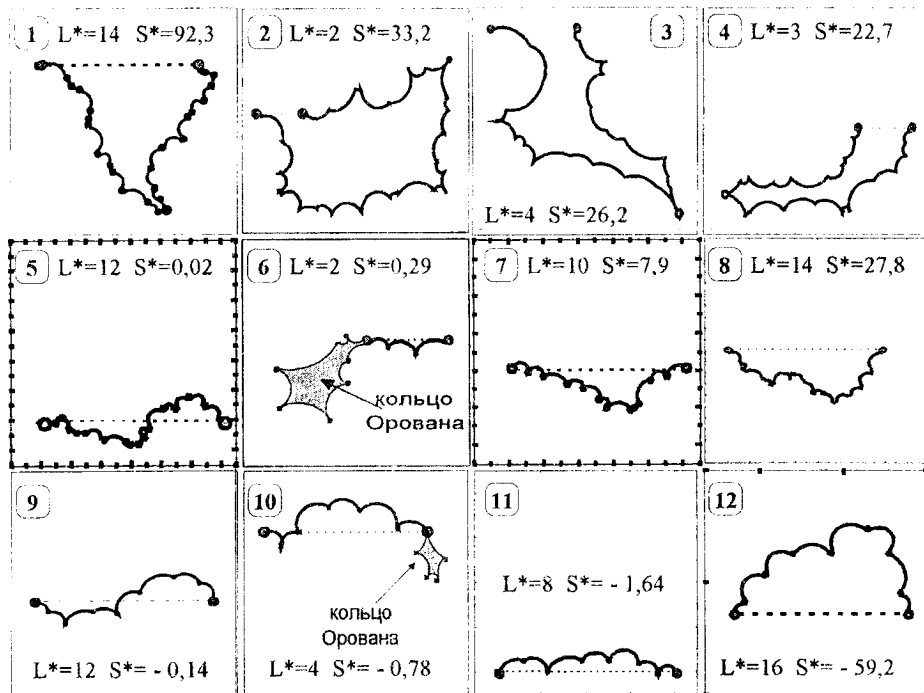 1 L*=14 S*=92,3
2 L*=2 S*=33,2
3
L*=4 S*=26,2
4 L*=3 S*=22,7
5 L*=12 S*=0,02
6 L*=2 S*=0,29
кольцо
Орована
7 L*=10 S*=7,9
8 L*=14 S*=27,8
9
L*=12 S*= - 0,14
10
кольцо
Орована
L*=4 S*= - 0,78
11
L*=8 S*= - 1,64
12
L*=16 S*= - 59,2